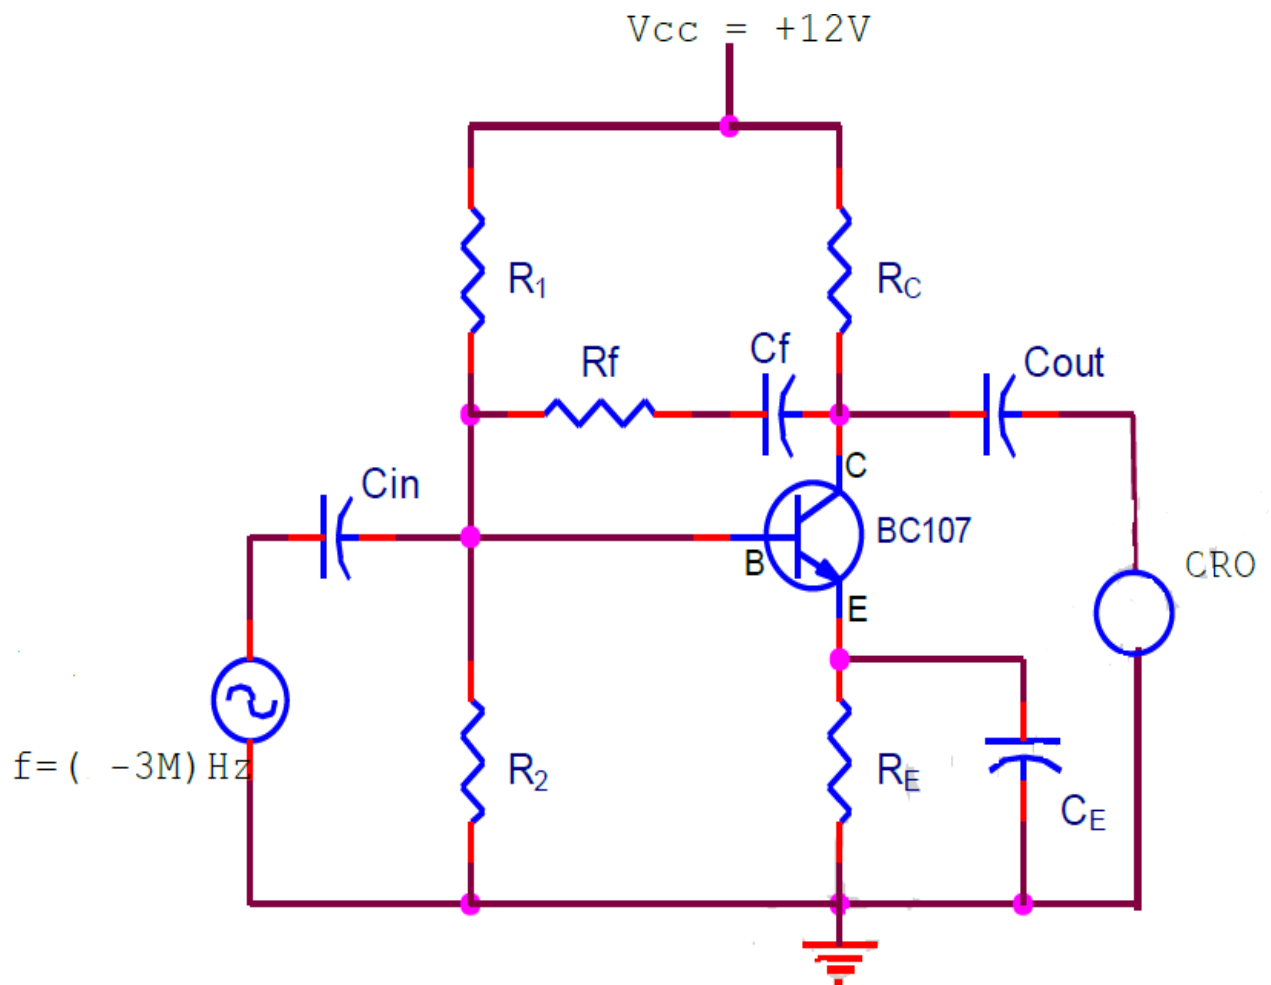 Vcc = +12V
R1
RC
Rf
Cf
Cout
C
Cin
BC107
B
CRO
E
f=( -3M)Hz
R2
RE
CE